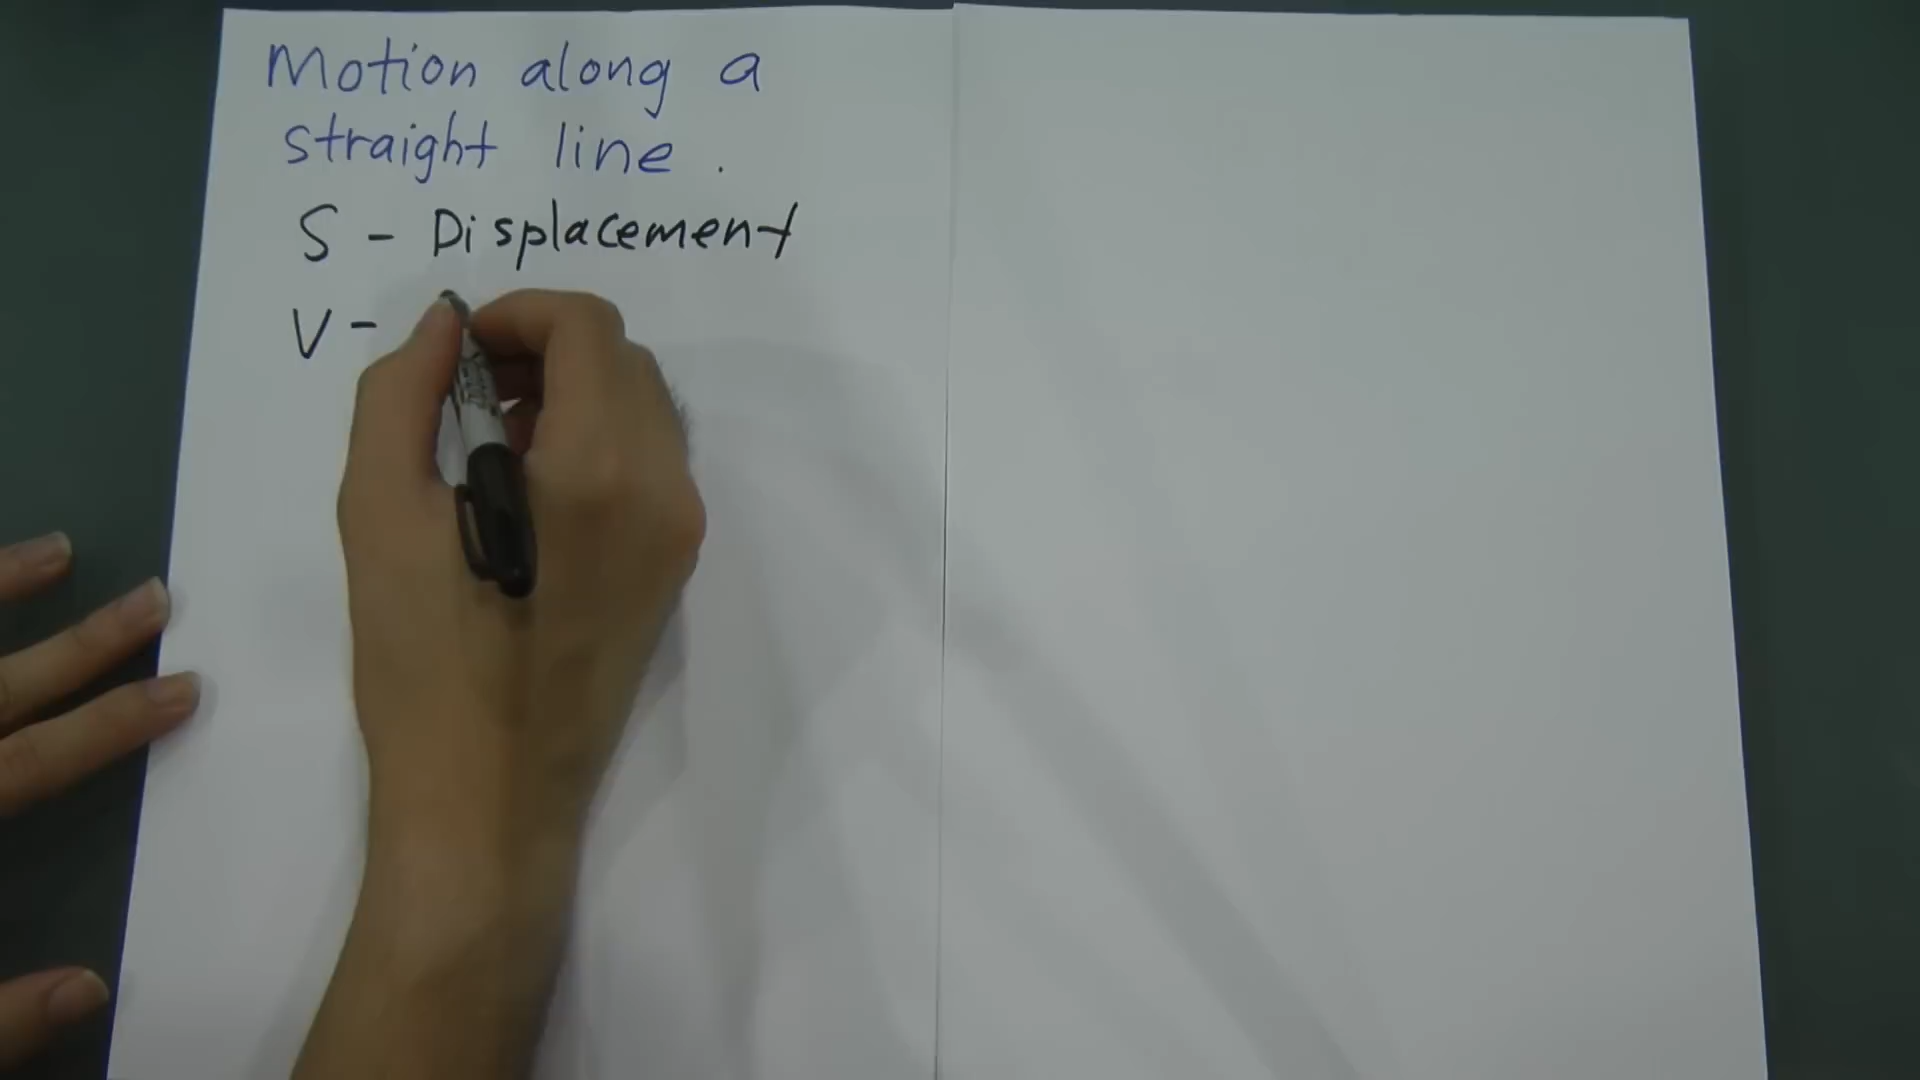 Motion along a
straight line.
S - Displacement
V -